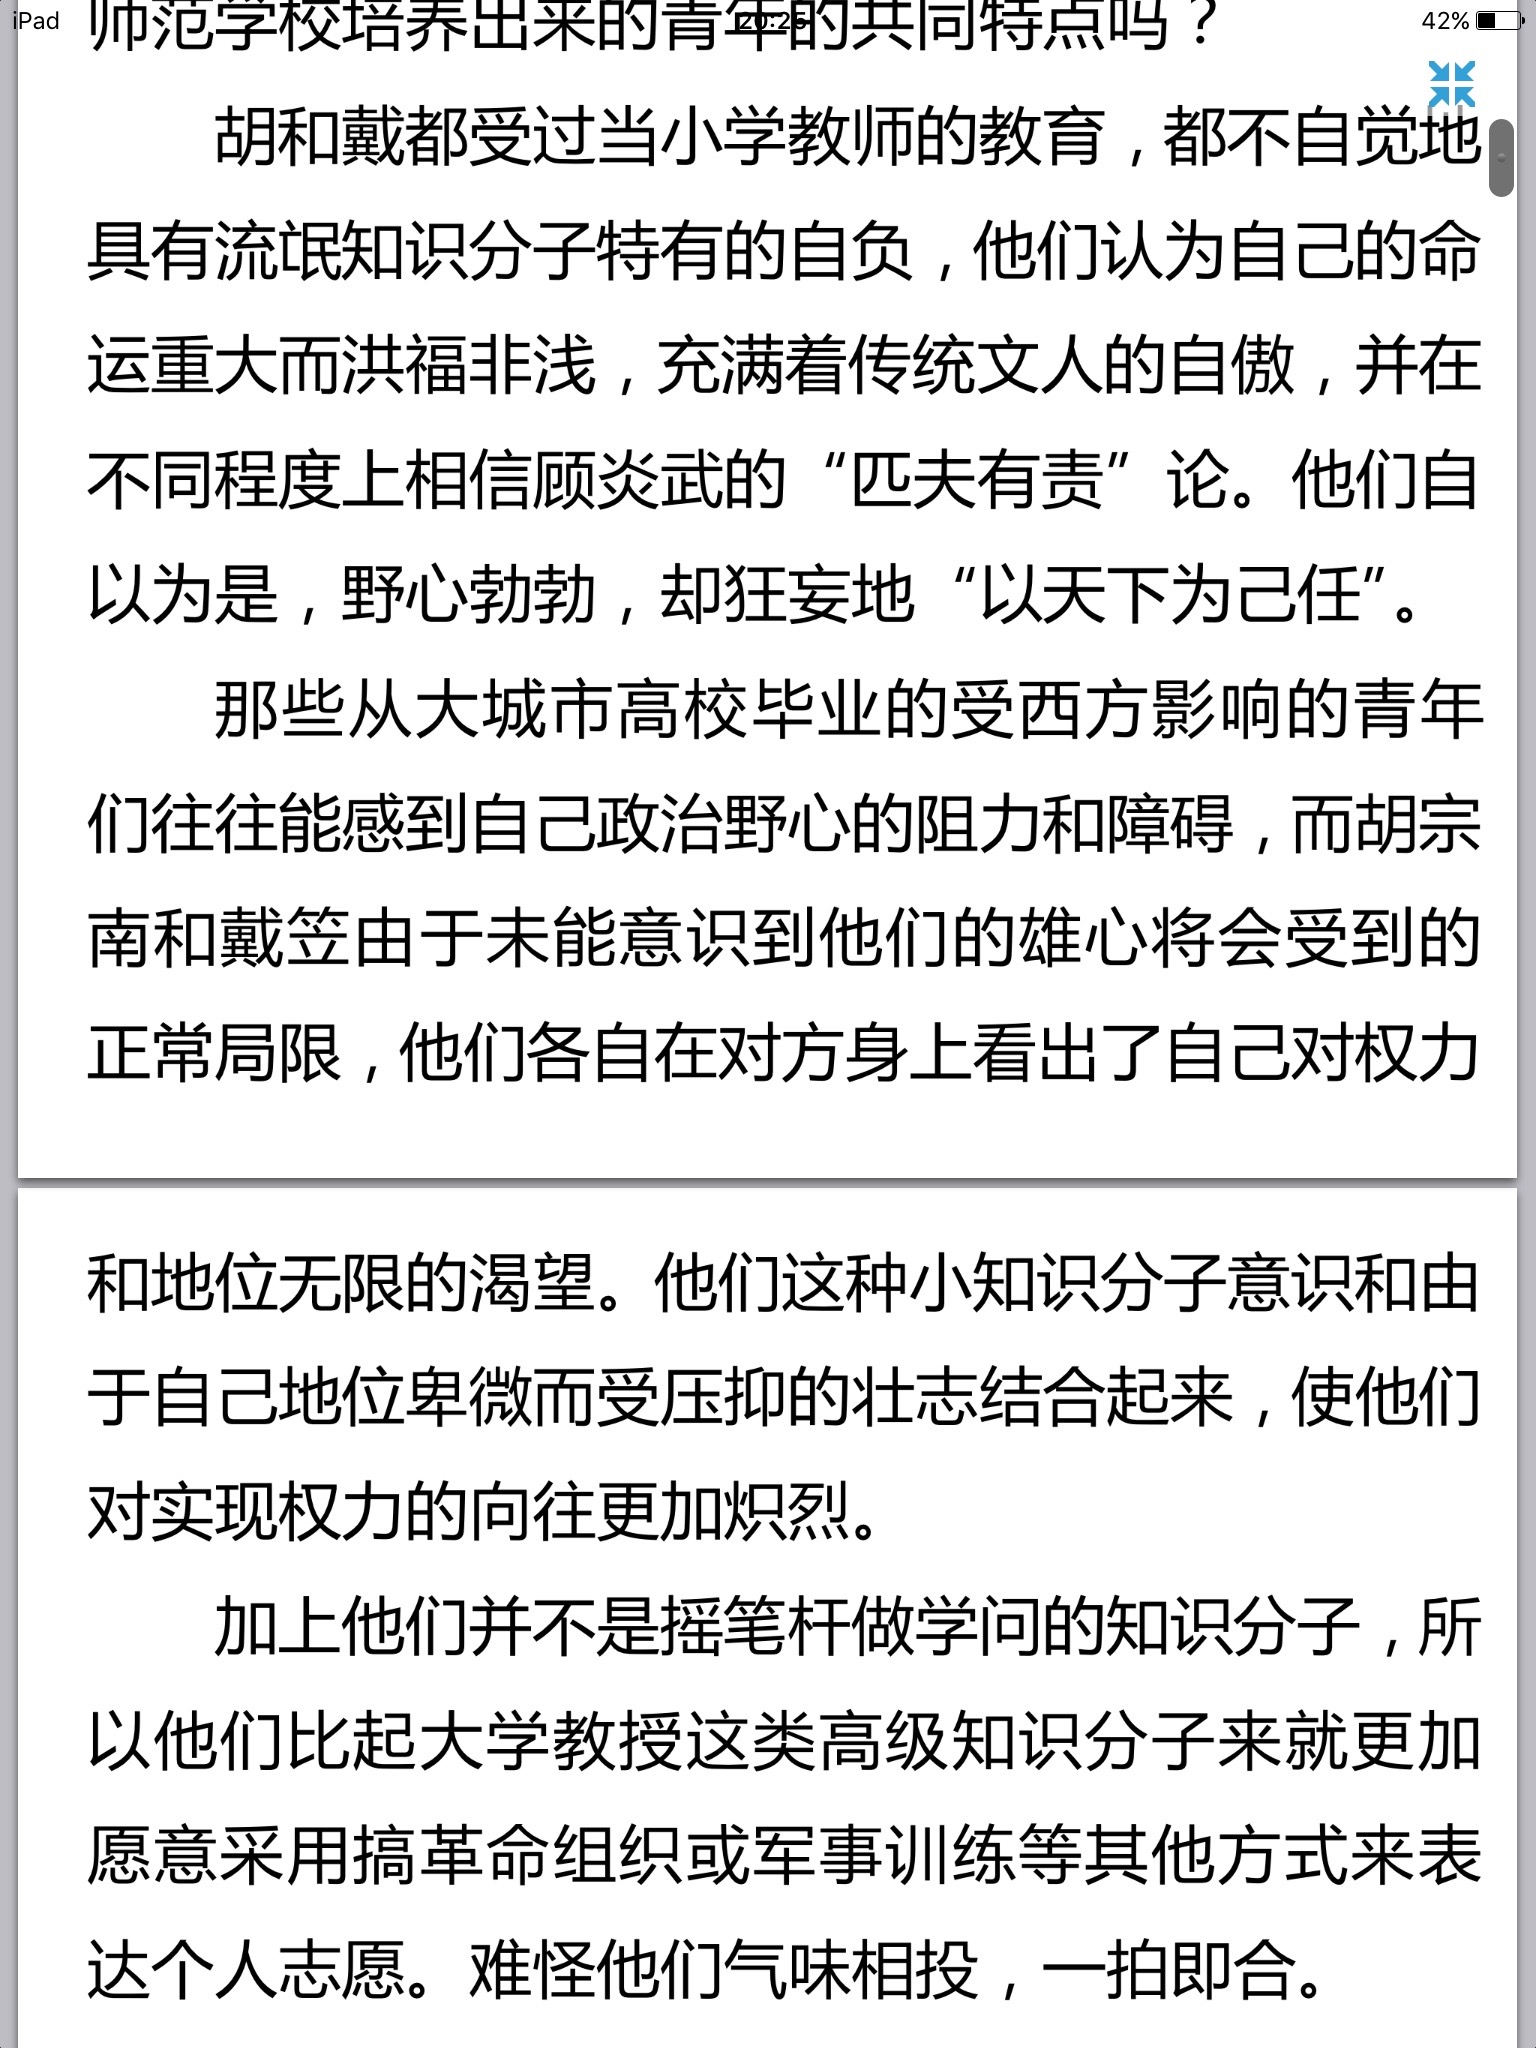 iPad 20:25 42%
师范学校培养出来的青年的共同特点吗？
胡和戴都受过当小学教师的教育，都不自觉地
具有流氓知识分子特有的自负，他们认为自己的命
运重大而洪福非浅，充满着传统文人的自傲，并在
不同程度上相信顾炎武的“匹夫有责”论。他们自
以为是，野心勃勃，却狂妄地“以天下为己任”。
那些从大城市高校毕业的受西方影响的青年
们往往能感到自己政治野心的阻力和障碍，而胡宗
南和戴笠由于未能意识到他们的雄心将会受到的
正常局限，他们各自在对方身上看出了自己对权力
和地位无限的渴望。他们这种小知识分子意识和由
于自己地位卑微而受压抑的壮志结合起来，使他们
对实现权力的向往更加炽烈。
加上他们并不是摇笔杆做学问的知识分子，所
以他们比起大学教授这类高级知识分子来就更加
愿意采用搞革命组织或军事训练等其他方式来表
达个人志愿。难怪他们气味相投，一拍即合。